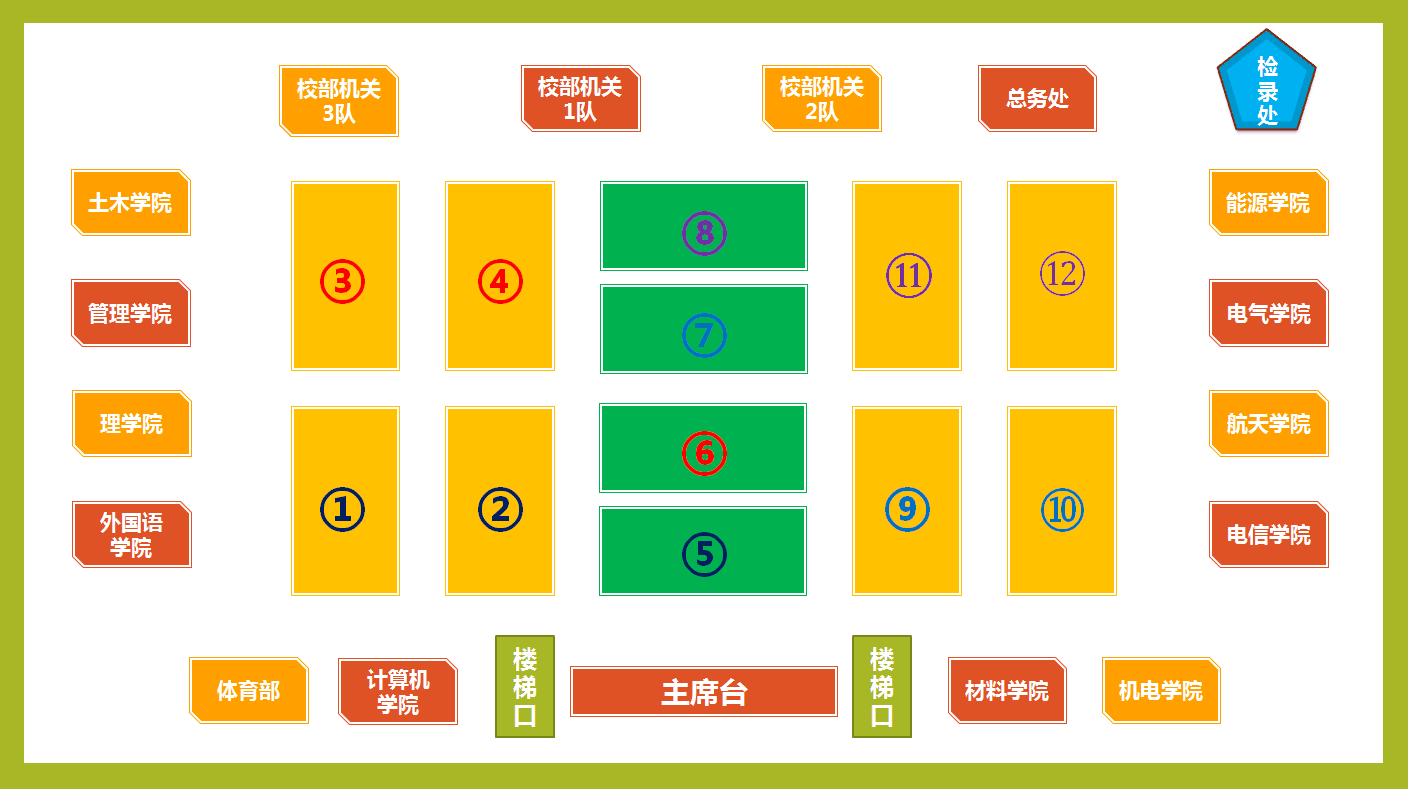 校部机关
3队
校部机关
1队
校部机关
2队
总务处
检
录
处
土木学院
能源学院
③
④
⑧
⑪
⑫
管理学院
⑦
电气学院
理学院
⑥
航天学院
①
②
⑨
⑩
外国语
学院
⑤
电信学院
体育部
计算机
学院
楼
梯
口
主席台
楼
梯
口
材料学院
机电学院